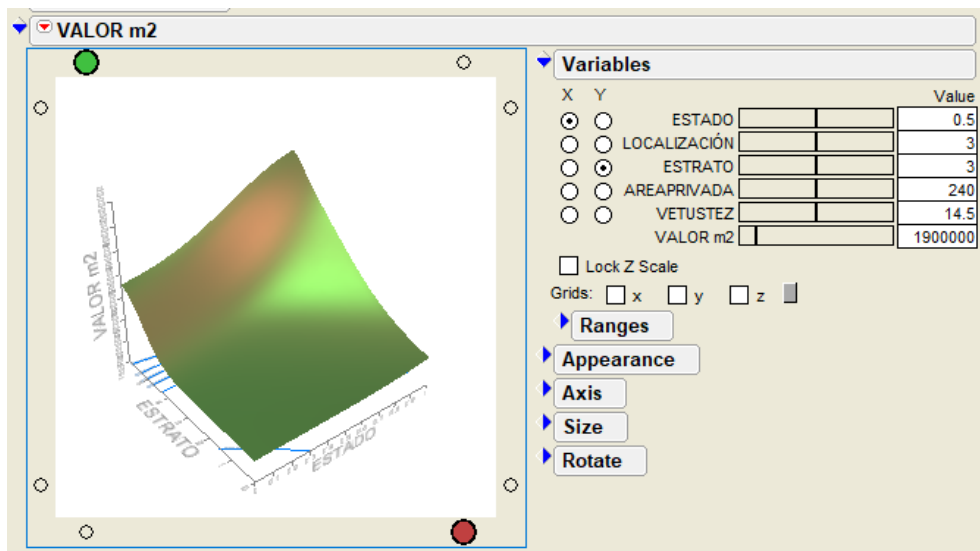 VALOR m2
Variables
X Y Value
ESTADO 0.5
LOCALIZACIÓN 3
ESTRATO 3
AREAPRIVADA 240
VETUSTEZ 14.5
VALOR m2 1900000
Lock Z Scale
Grids: x y z
Ranges
Appearance
Axis
Size
Rotate
VALOR m2
ESTRATO
ESTADO